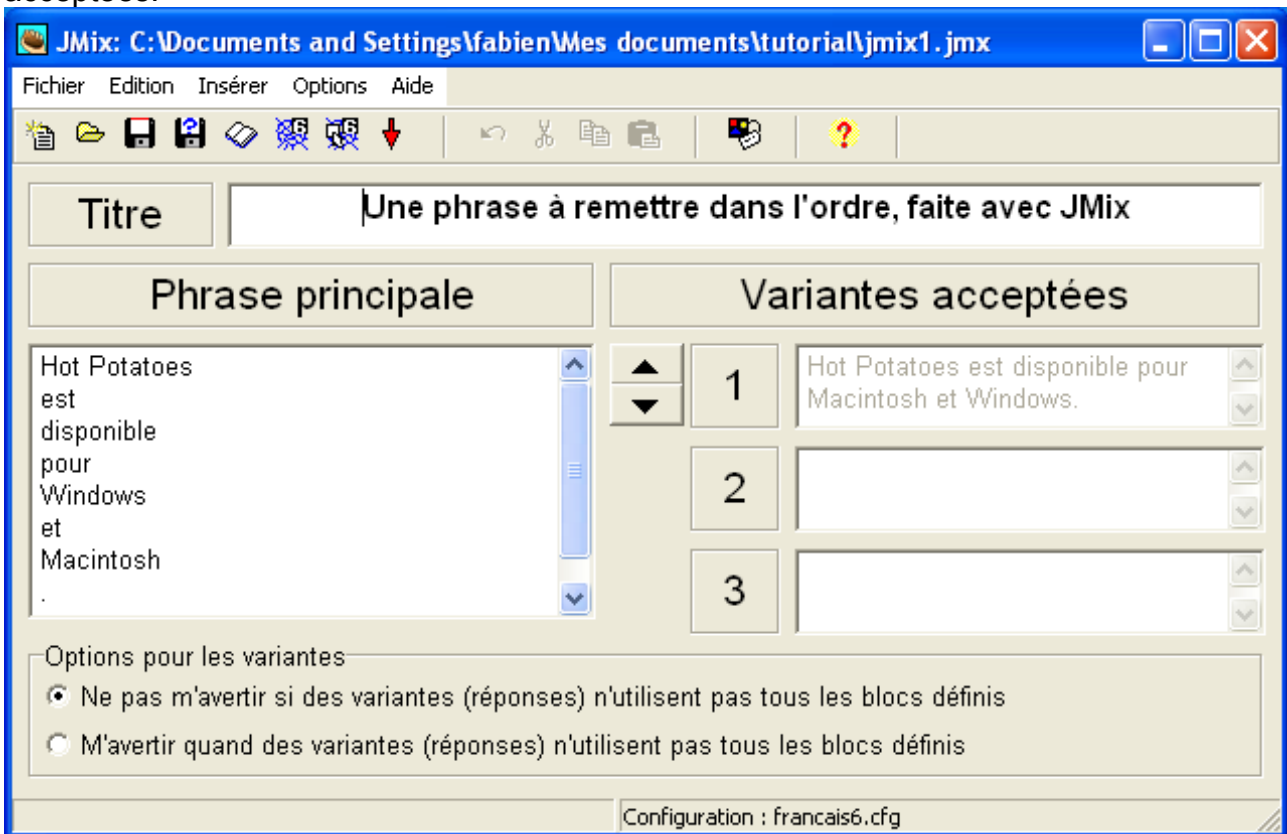 acceptées.
JMix: C:\Documents and Settings\fabien\Mes documents\tutorial\jmix1.jmx
Fichier Edition Insérer Options Aide
Titre
Une phrase à remettre dans l'ordre, faite avec JMix
Phrase principale
Variantes acceptées
Hot Potatoes
est
disponible
pour
Windows
et
Macintosh
.
1
Hot Potatoes est disponible pour
Macintosh et Windows.
2
3
Options pour les variantes
Ne pas m'avertir si des variantes (réponses) n'utilisent pas tous les blocs définis
M'avertir quand des variantes (réponses) n'utilisent pas tous les blocs définis
Configuration : francais6.cfg